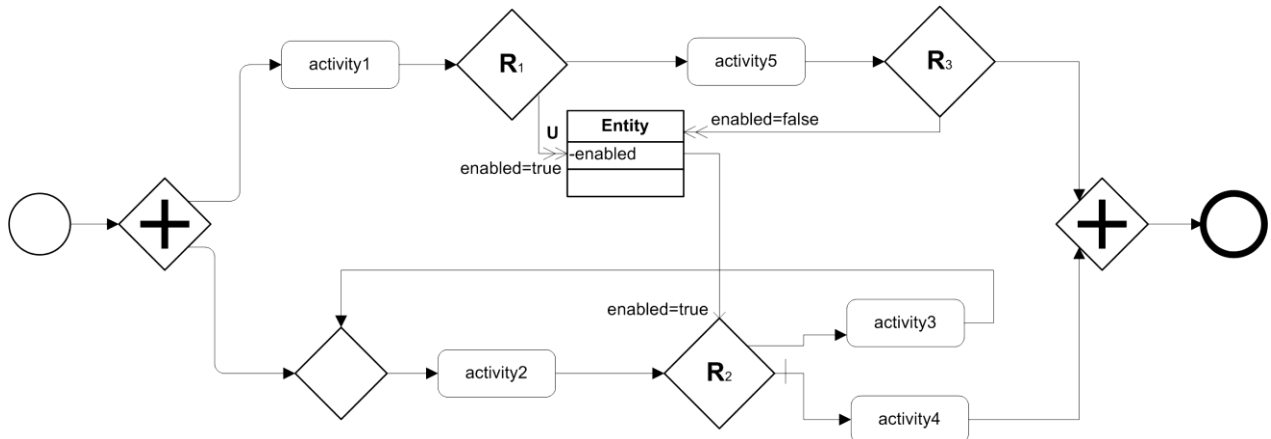 activity1
R1
activity5
R3
U
Entity
enabled=false
-enabled
enabled=true
enabled=true
activity3
activity2
R2
activity4